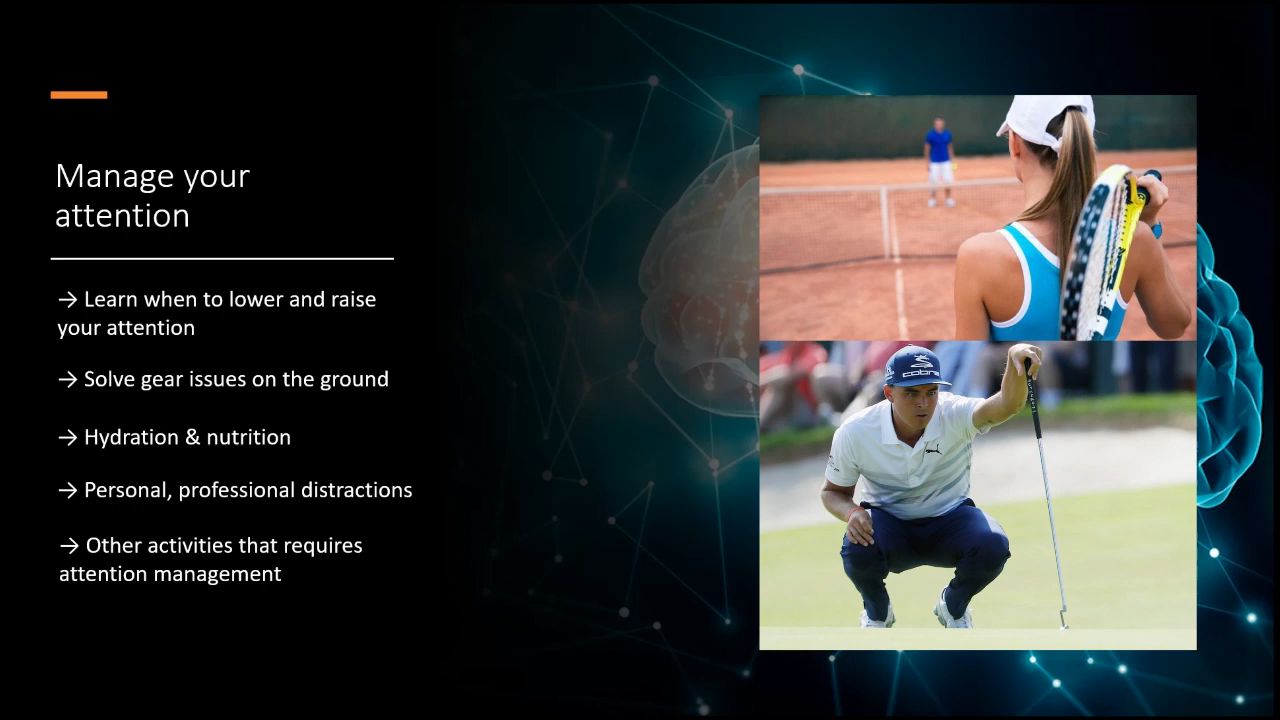 Manage your
attention
→ Learn when to lower and raise
your attention
→ Solve gear issues on the ground
→ Hydration & nutrition
→ Personal, professional distractions
→ Other activities that requires
attention management
cobra